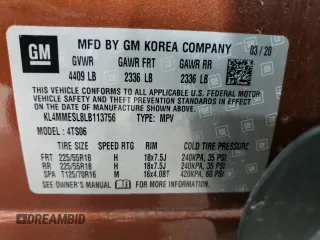 GM
MFD BY GM KOREA COMPANY 03/20
GVWR GAWR FRT GAWR RR
4409 LB 2336 LB 2336 LB
THIS VEHICLE CONFORMS TO ALL APPLICABLE U.S. FEDERAL MOTOR
VEHICLE SAFETY, BUMPER, AND THEFT PREVENTION STANDARDS IN
EFFECT ON THE DATE OF MANUFACTURE SHOWN ABOVE.
KL4MMESL8LB113756 TYPE: MPV
MODEL: 4TS06
TIRE SIZE SPEED RTG RIM COLD TIRE PRESSURE
FRT 225/55R18 H 18x7.5J 240KPA, 35 PSI
RR 225/55R18 H 18x7.5J 240KPA, 35 PSI
SPA T125/70R16 M 16x4.0BT 420KPA, 60 PSI
SEE OWNER'S MANUAL FOR ADDITIONAL INFORMATION.
DREAMBID